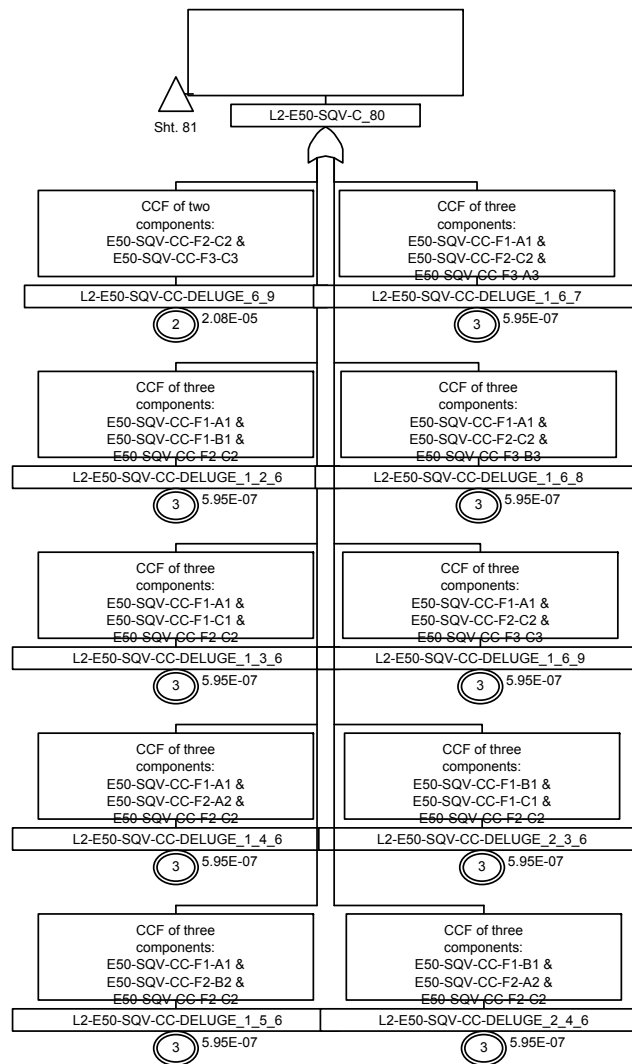 Sht. 81
L2-E50-SQV-C_80
CCF of two
components:
E50-SQV-CC-F2-C2 &
E50-SQV-CC-F3-C3
L2-E50-SQV-CC-DELUGE_6_9
2
2.08E-05
CCF of three
components:
E50-SQV-CC-F1-A1 &
E50-SQV-CC-F2-C2 &
E50-SQV-CC-F3-A3
L2-E50-SQV-CC-DELUGE_1_6_7
3
5.95E-07
CCF of three
components:
E50-SQV-CC-F1-A1 &
E50-SQV-CC-F1-B1 &
E50-SQV-CC-F2-C2
L2-E50-SQV-CC-DELUGE_1_2_6
3
5.95E-07
CCF of three
components:
E50-SQV-CC-F1-A1 &
E50-SQV-CC-F2-C2 &
E50-SQV-CC-F3-B3
L2-E50-SQV-CC-DELUGE_1_6_8
3
5.95E-07
CCF of three
components:
E50-SQV-CC-F1-A1 &
E50-SQV-CC-F1-C1 &
E50-SQV-CC-F2-C2
L2-E50-SQV-CC-DELUGE_1_3_6
3
5.95E-07
CCF of three
components:
E50-SQV-CC-F1-A1 &
E50-SQV-CC-F2-C2 &
E50-SQV-CC-F3-C3
L2-E50-SQV-CC-DELUGE_1_6_9
3
5.95E-07
CCF of three
components:
E50-SQV-CC-F1-A1 &
E50-SQV-CC-F2-A2 &
E50-SQV-CC-F2-C2
L2-E50-SQV-CC-DELUGE_1_4_6
3
5.95E-07
CCF of three
components:
E50-SQV-CC-F1-B1 &
E50-SQV-CC-F1-C1 &
E50-SQV-CC-F2-C2
L2-E50-SQV-CC-DELUGE_2_3_6
3
5.95E-07
CCF of three
components:
E50-SQV-CC-F1-A1 &
E50-SQV-CC-F2-B2 &
E50-SQV-CC-F2-C2
L2-E50-SQV-CC-DELUGE_1_5_6
3
5.95E-07
CCF of three
components:
E50-SQV-CC-F1-B1 &
E50-SQV-CC-F2-A2 &
E50-SQV-CC-F2-C2
L2-E50-SQV-CC-DELUGE_2_4_6
3
5.95E-07